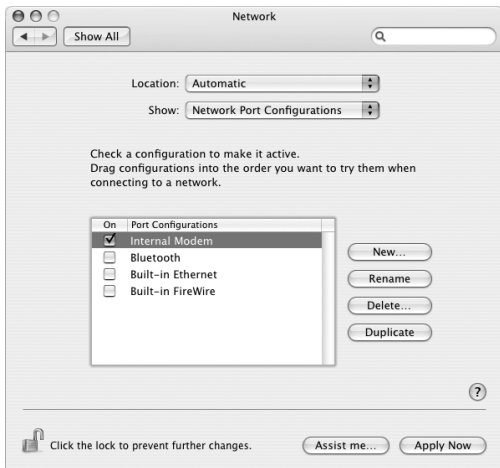 Network
Show All
Location: Automatic
Show: Network Port Configurations
Check a configuration to make it active.
Drag configurations into the order you want to try them when
connecting to a network.
On Port Configurations
Internal Modem
Bluetooth
Built-in Ethernet
Built-in FireWire
New...
Rename
Delete...
Duplicate
?
Click the lock to prevent further changes.
Assist me...
Apply Now